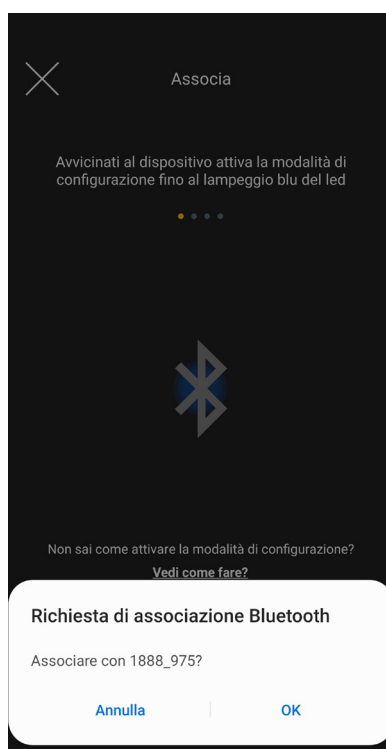 Associa
Avvicinati al dispositivo attiva la modalità di
configurazione fino al lampeggio blu del led
Non sai come attivare la modalità di configurazione?
Vedi come fare?
Richiesta di associazione Bluetooth
Associare con 1888_975?
Annulla
OK